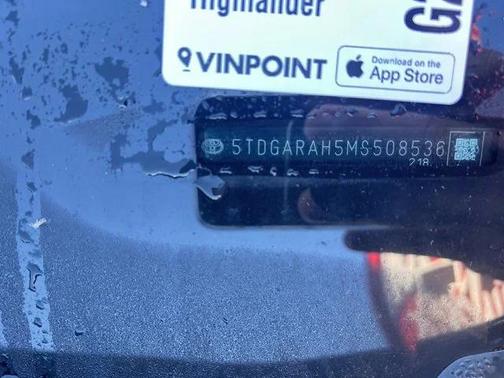 Highlander
VINPOINT
Download on the
App Store
5TDGARAH5MS508536
218